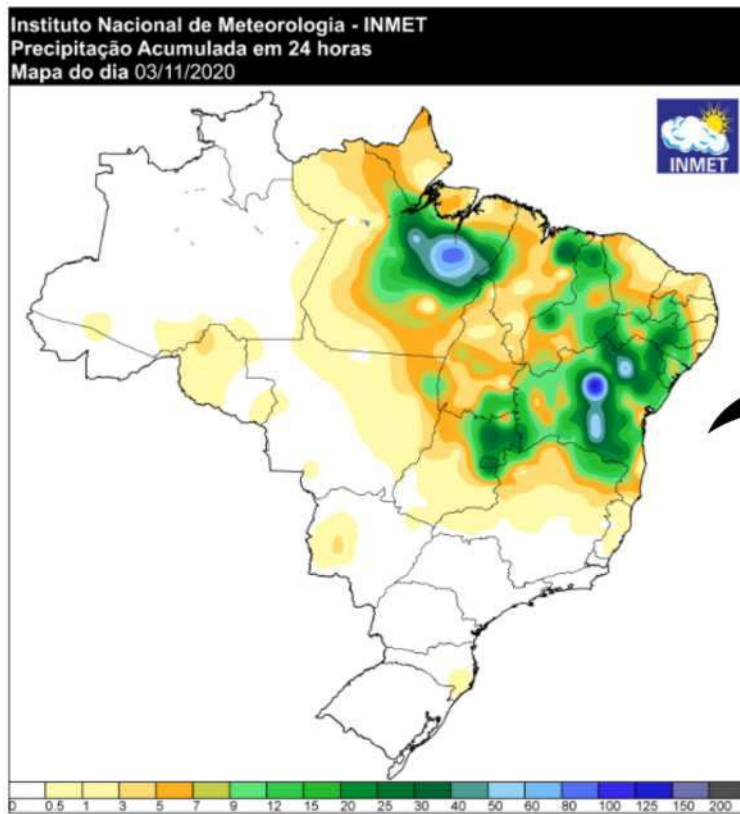 Instituto Nacional de Meteorologia - INMET
Precipitação Acumulada em 24 horas
Mapa do dia 03/11/2020
INMET
0 0.5 1 3 5 7 9 12 15 20 25 30 40 50 60 80 100 125 150 200